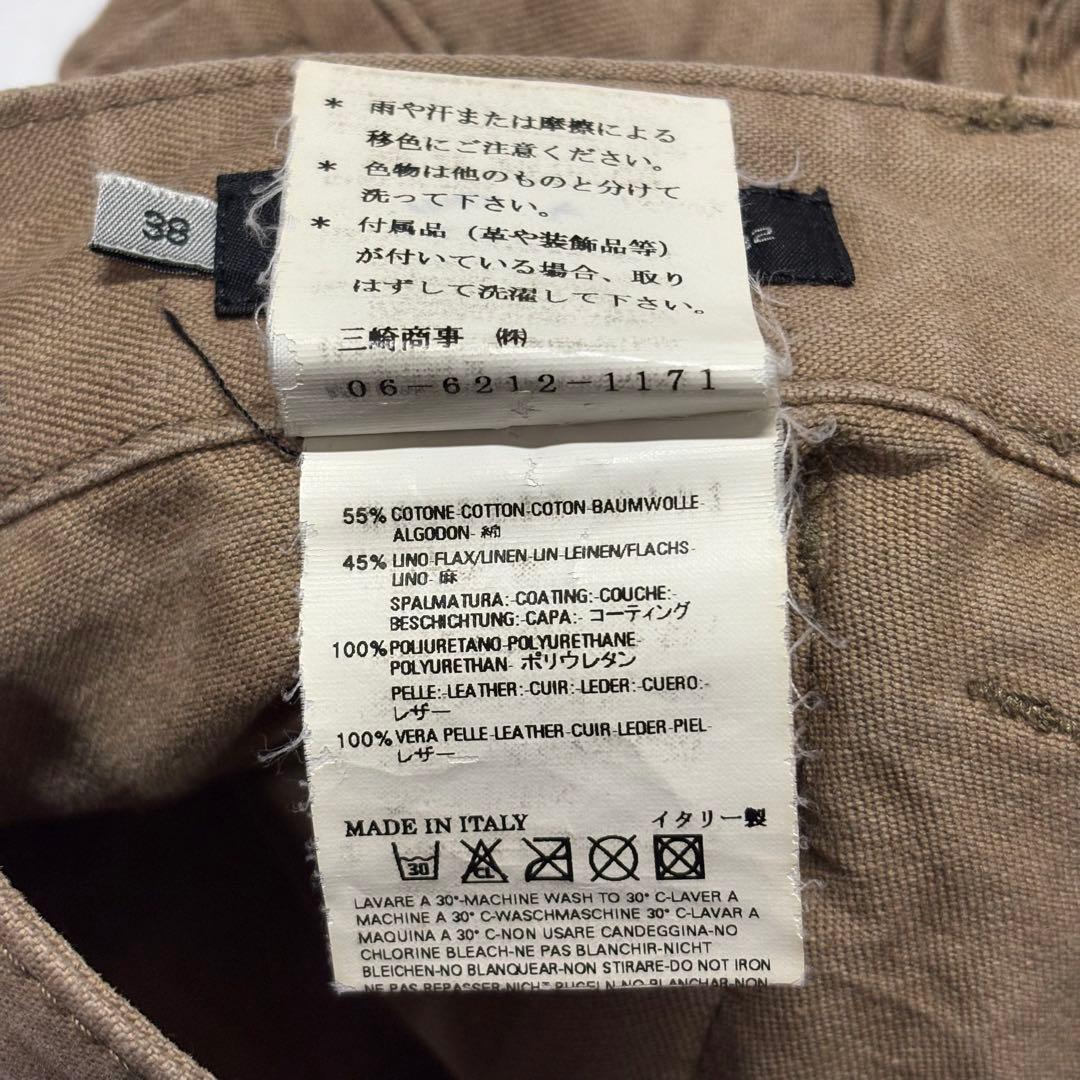 * 雨や汗または摩擦による
移色にご注意ください。
* 色物は他のものと分けて
洗って下さい。
* 付属品（革や装飾品等）
が付いている場合、取り
はずして洗濯して下さい。
三崎商事 ㈱
06-6212-1171
38
55% COTONE-COTTON-COTON-BAUMWOLLE-
ALGODON- 綿
45% LINO-FLAX/LINEN-LIN-LEINEN/FLACHS-
LINO- 麻
SPALMATURA:-COATING:-COUCHE:-
BESCHICHTUNG:-CAPA:- コーティング
100% POLIURETANO-POLYURETHANE-
POLYURETHAN- ポリウレタン
PELLE:-LEATHER:-CUIR:-LEDER:-CUERO:-
レザー
100% VERA PELLE-LEATHER-CUIR-LEDER-PIEL-
レザー
MADE IN ITALY イタリー製
30 CL
LAVARE A 30°-MACHINE WASH TO 30° C-LAVER A
MACHINE A 30° C-WASCHMASCHINE 30° C-LAVAR A
MAQUINA A 30° C-NON USARE CANDEGGINA-NO
CHLORINE BLEACH-NE PAS BLANCHIR-NICHT
BLEICHEN-NO BLANQUEAR-NON STIRARE-DO NOT IRON
NE PAS REPASSER-NICH* BUGELN-NO BLANCHAR-NON